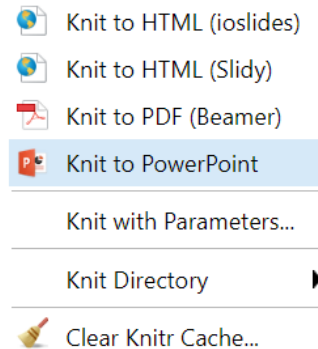 Knit to HTML (ioslides)
Knit to HTML (Slidy)
Knit to PDF (Beamer)
Knit to PowerPoint
Knit with Parameters...
Knit Directory
Clear Knitr Cache...